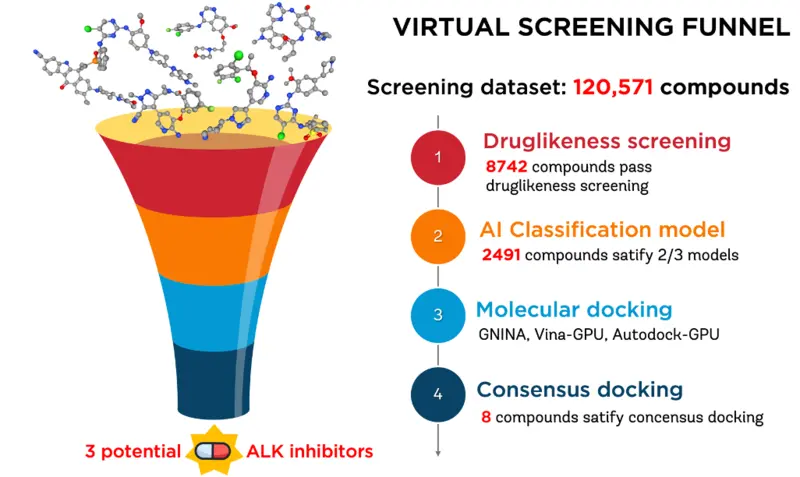 VIRTUAL SCREENING FUNNEL
Screening dataset: 120,571 compounds
1
Druglikeness screening
8742 compounds pass
druglikeness screening
2
AI Classification model
2491 compounds satify 2/3 models
3
Molecular docking
GNINA, Vina-GPU, Autodock-GPU
4
Consensus docking
8 compounds satify concensus docking
3 potential ALK inhibitors